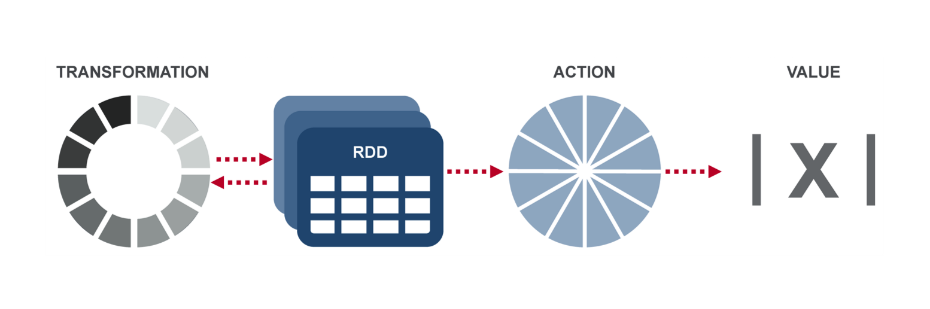 TRANSFORMATION
RDD
ACTION
VALUE
| X |